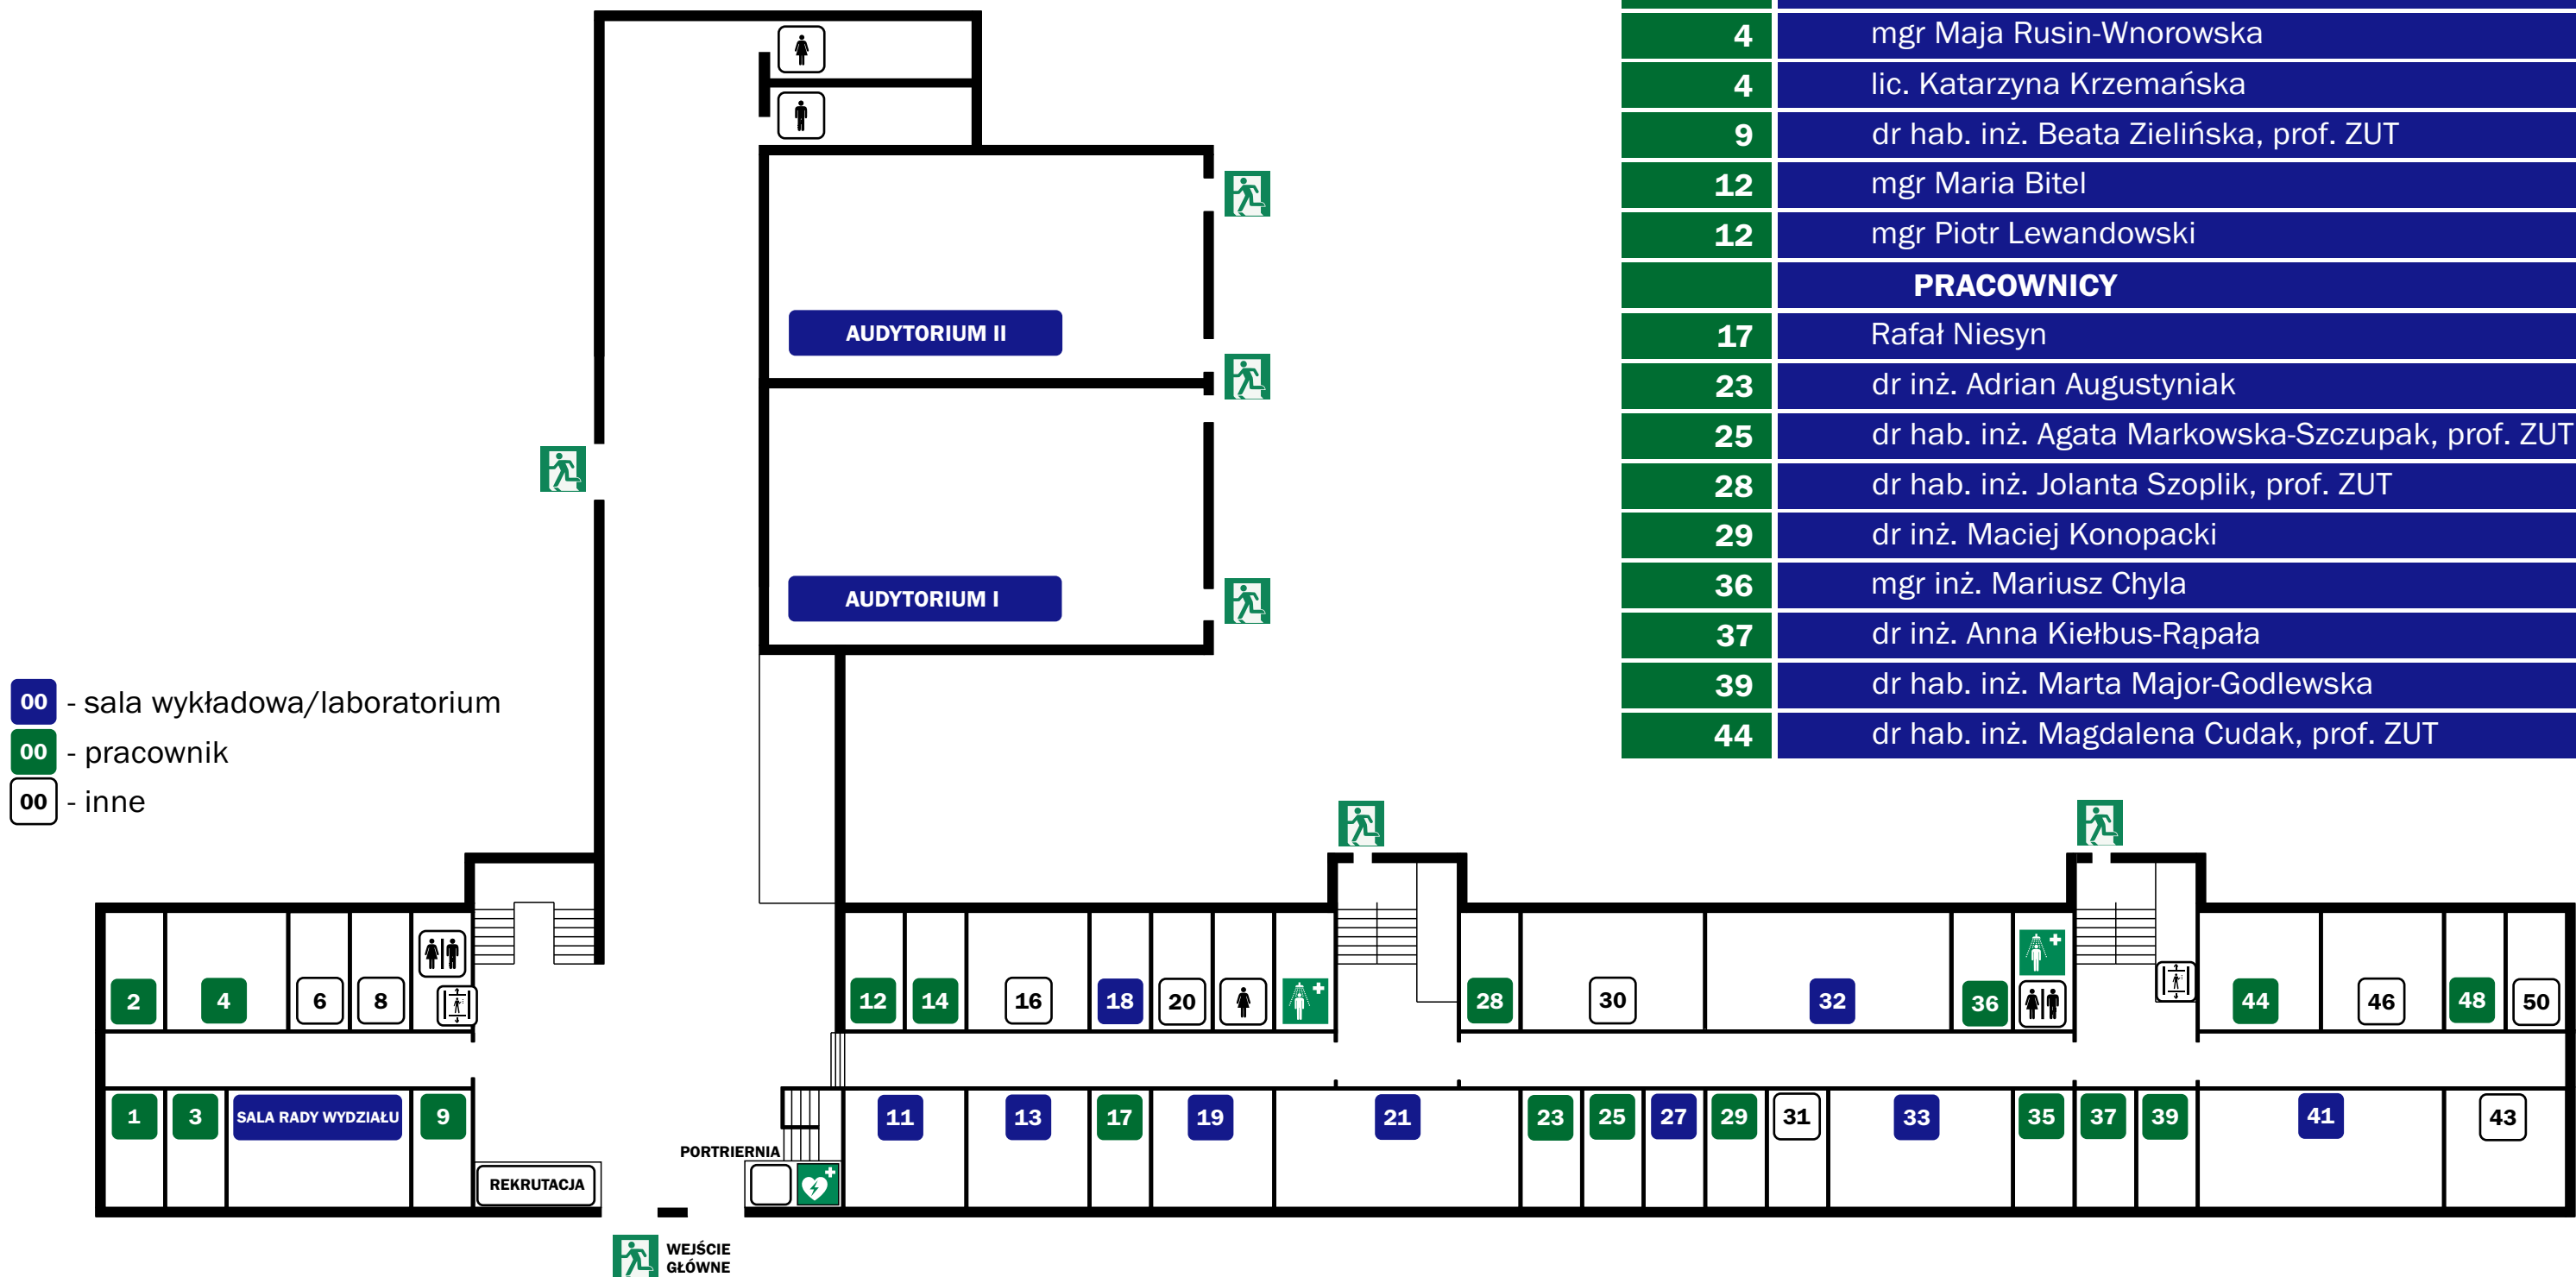 4 mgr Maja Rusin-Wnorowska
4 lic. Katarzyna Krzemańska
9 dr hab. inż. Beata Zielińska, prof. ZUT
12 mgr Maria Bitel
12 mgr Piotr Lewandowski
PRACOWNICY
17 Rafał Niesyn
23 dr inż. Adrian Augustyniak
25 dr hab. inż. Agata Markowska-Szczupak, prof. ZUT
28 dr hab. inż. Jolanta Szoplik, prof. ZUT
29 dr inż. Maciej Konopacki
36 mgr inż. Mariusz Chyla
37 dr inż. Anna Kiełbus-Rąpała
39 dr hab. inż. Marta Major-Godlewska
44 dr hab. inż. Magdalena Cudak, prof. ZUT
AUDYTORIUM II
AUDYTORIUM I
00 - sala wykładowa/laboratorium
00 - pracownik
00 - inne
2 4 6 8 12 14 16 18 20 28 30 32 36 44 46 48 50
1 3 SALA RADY WYDZIAŁU 9 11 13 17 19 21 23 25 27 29 31 33 35 37 39 41 43
PORTRIERNIA
REKRUTACJA
WEJŚCIE
GŁÓWNE